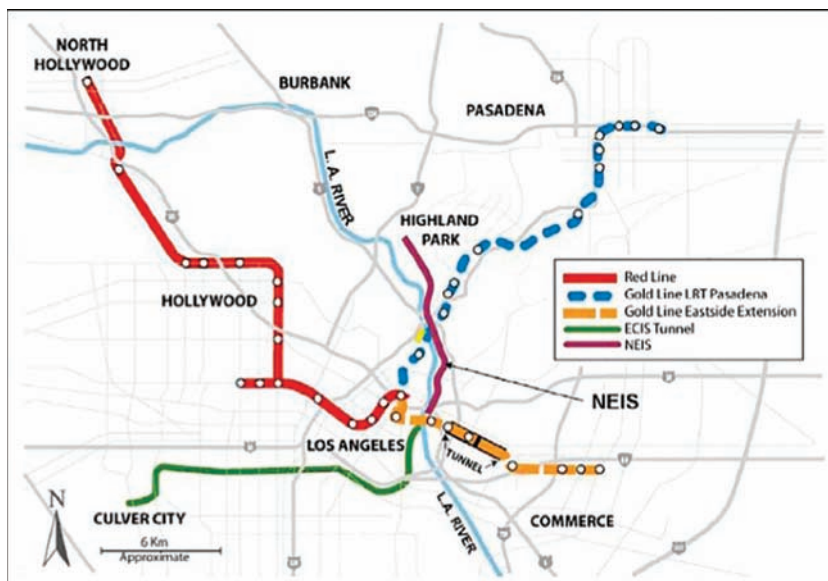 NORTH
HOLLYWOOD
BURBANK
PASADENA
L. A. RIVER
HIGHLAND
PARK
HOLLYWOOD
Red Line
Gold Line LRT Pasadena
Gold Line Eastside Extension
ECIS Tunnel
NEIS
NEIS
LOS ANGELES
TUNNEL
CULVER CITY
L.A. RIVER
COMMERCE
N
6 Km
Approximate